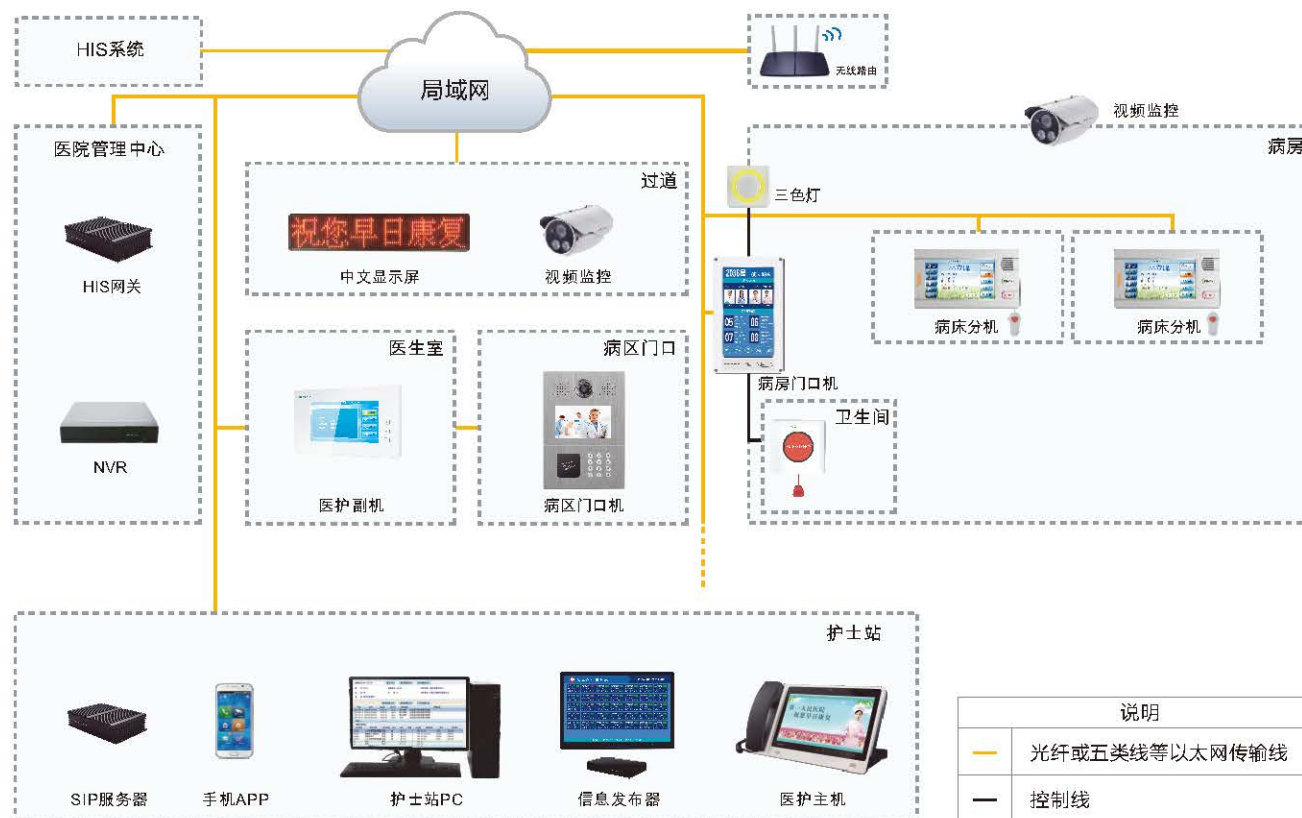 HIS系统
局域网
无线路由
视频监控
医院管理中心
过道
病房
三色灯
祝您早日康复
HIS网关
中文显示屏
视频监控
病床分机
病床分机
医生室
病区门口
病房门口机
卫生间
NVR
医护副机
病区门口机
护士站
SIP服务器
手机APP
护士站PC
信息发布器
医护主机
说明
光纤或五类线等以太网传输线
控制线